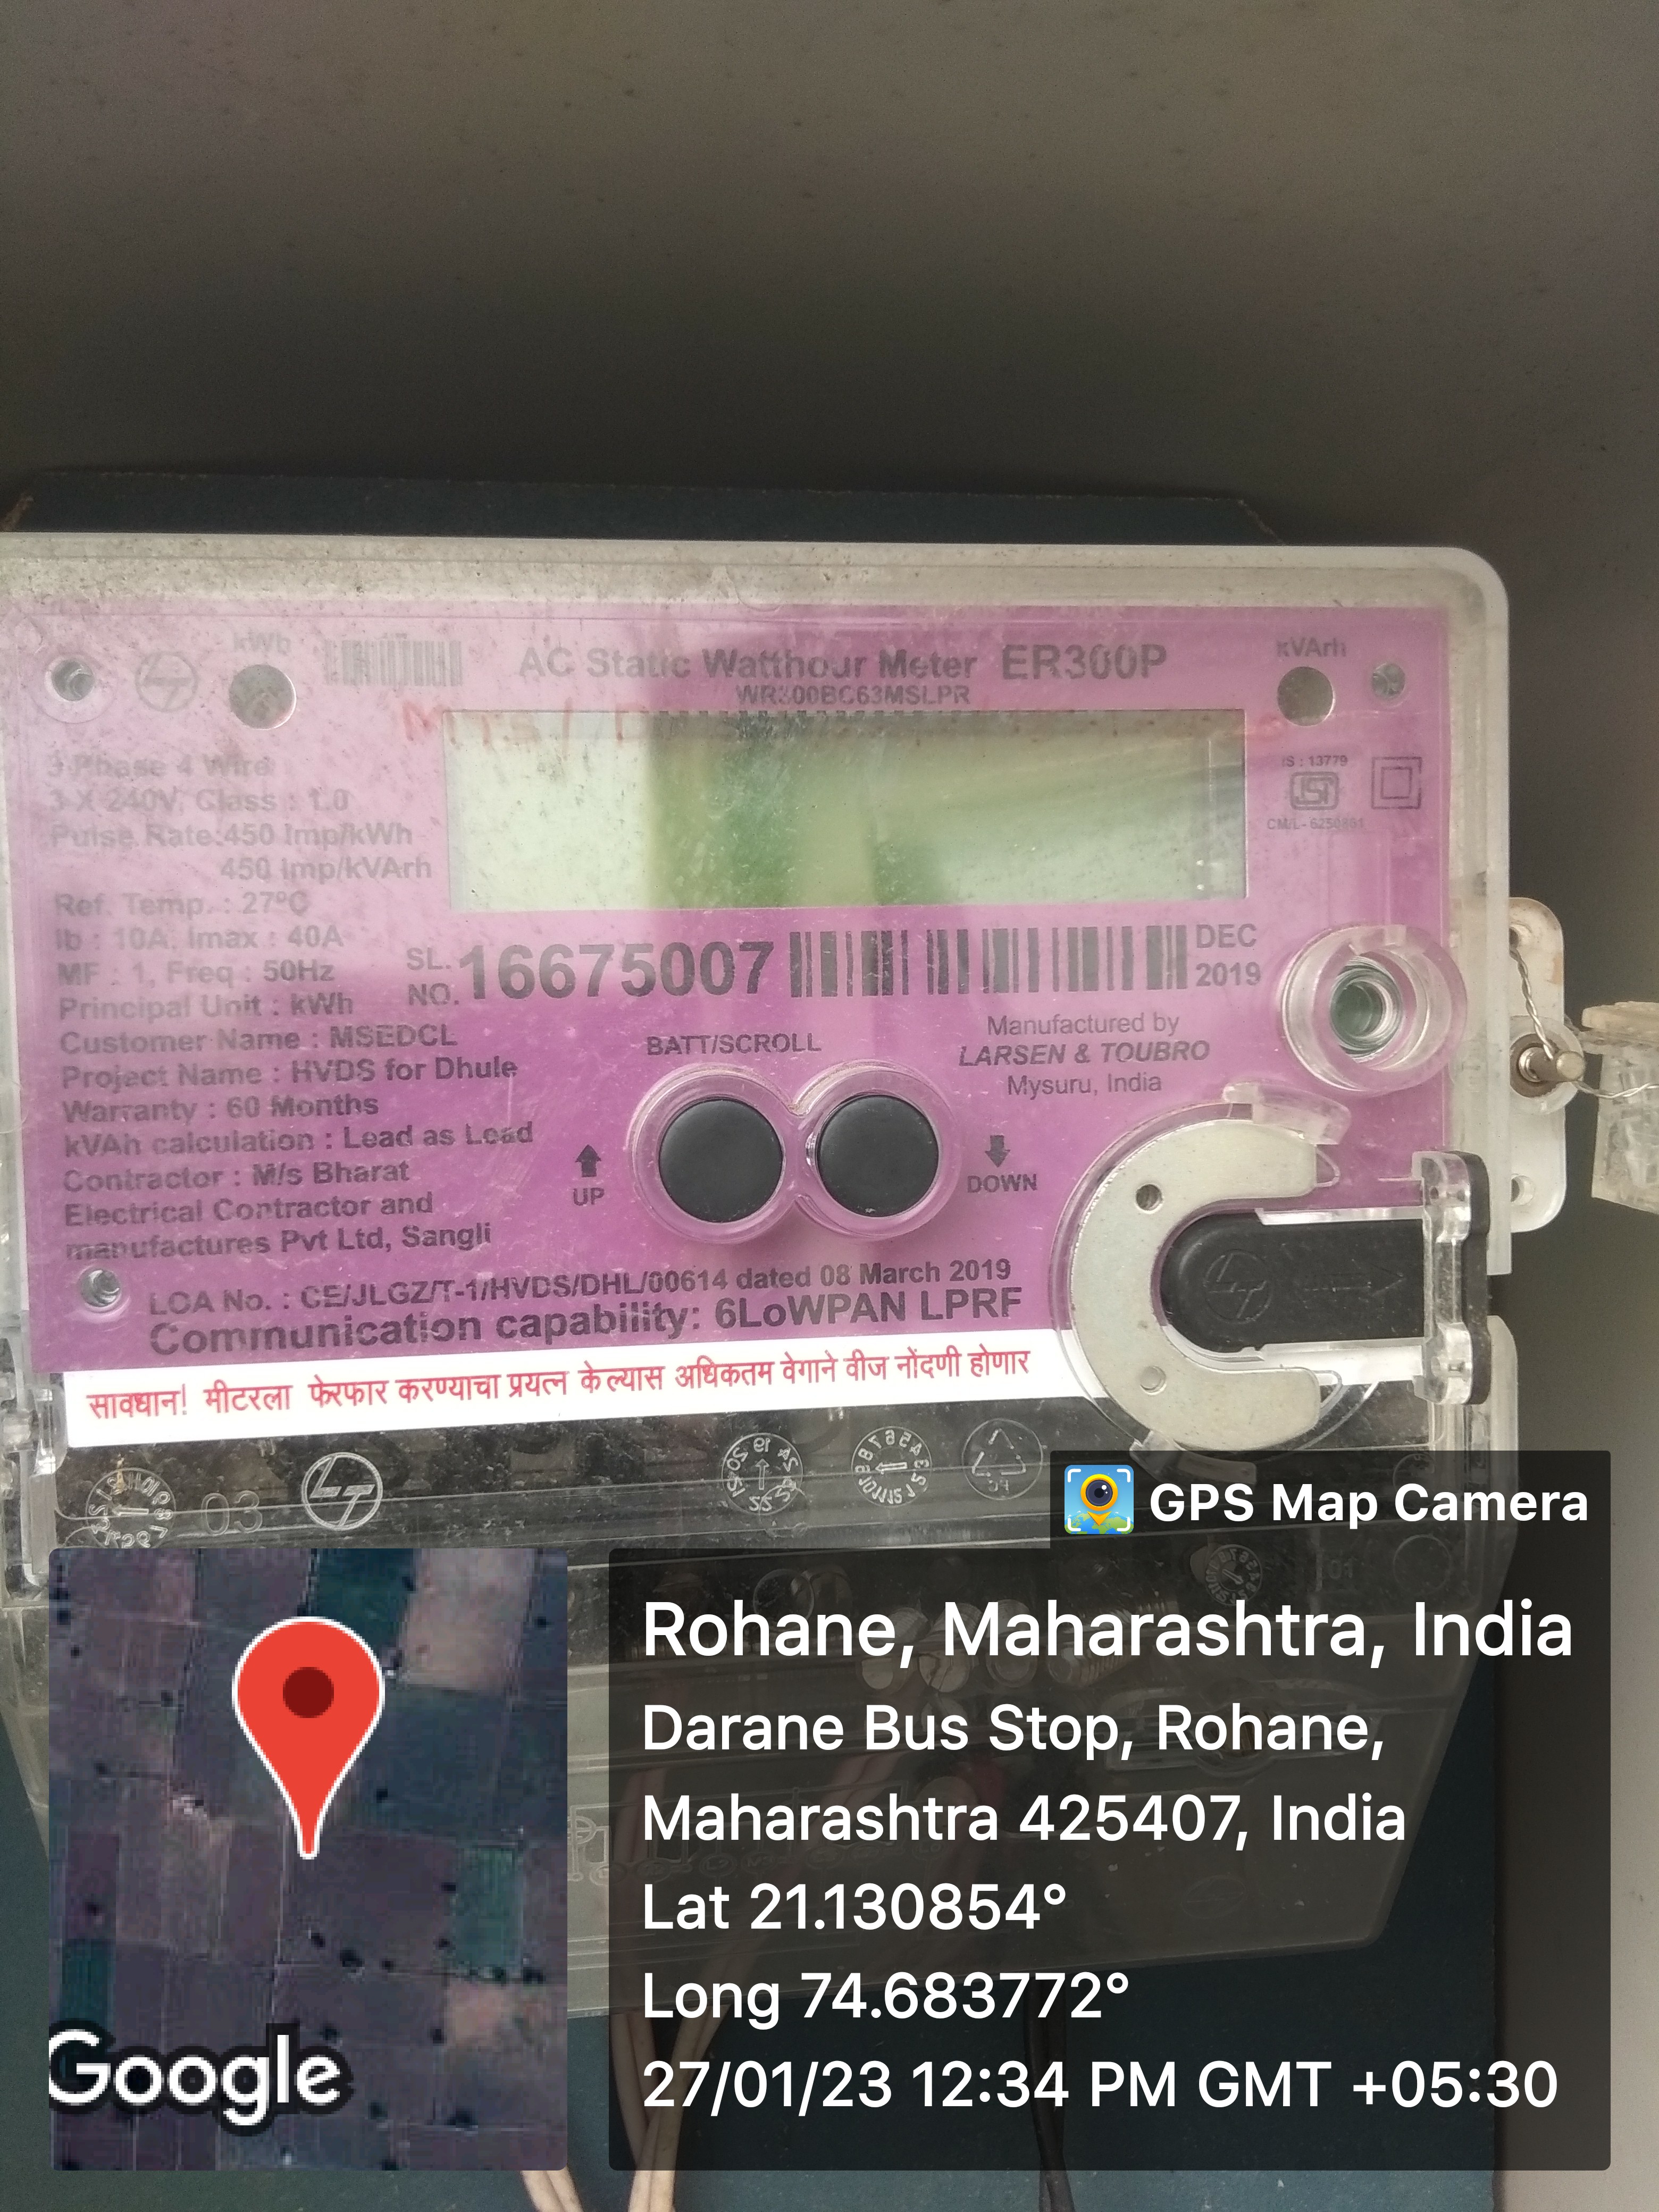 kWh
AC Static Watthour Meter ER300P
WR300BC63MSLPR
kVArh
3 Phase 4 Wire
3 X 240V, Class : 1.0
Pulse Rate:450 Imp/kWh
450 Imp/kVArh
Ref. Temp. : 27ºC
Ib : 10A, Imax : 40A
MF : 1, Freq : 50Hz
Principal Unit : kWh
Customer Name : MSEDCL
Project Name : HVDS for Dhule
Warranty : 60 Months
kVAh calculation : Lead as Lead
Contractor : M/s Bharat
Electrical Contractor and
manufactures Pvt Ltd, Sangli
IS : 13779
SL. NO. 16675007
DEC
2019
BATT/SCROLL
UP
DOWN
Manufactured by
LARSEN & TOUBRO
Mysuru, India
LOA No. : CE/JLGZ/T-1/HVDS/DHL/00614 dated 08 March 2019
Communication capability: 6LoWPAN LPRF
सावधान! मीटरला फेरफार करण्याचा प्रयत्न केल्यास अधिकतम वेगाने वीज नोंदणी होणार
03
GPS Map Camera
Rohane, Maharashtra, India
Darane Bus Stop, Rohane,
Maharashtra 425407, India
Lat 21.130854°
Long 74.683772°
27/01/23 12:34 PM GMT +05:30
Google